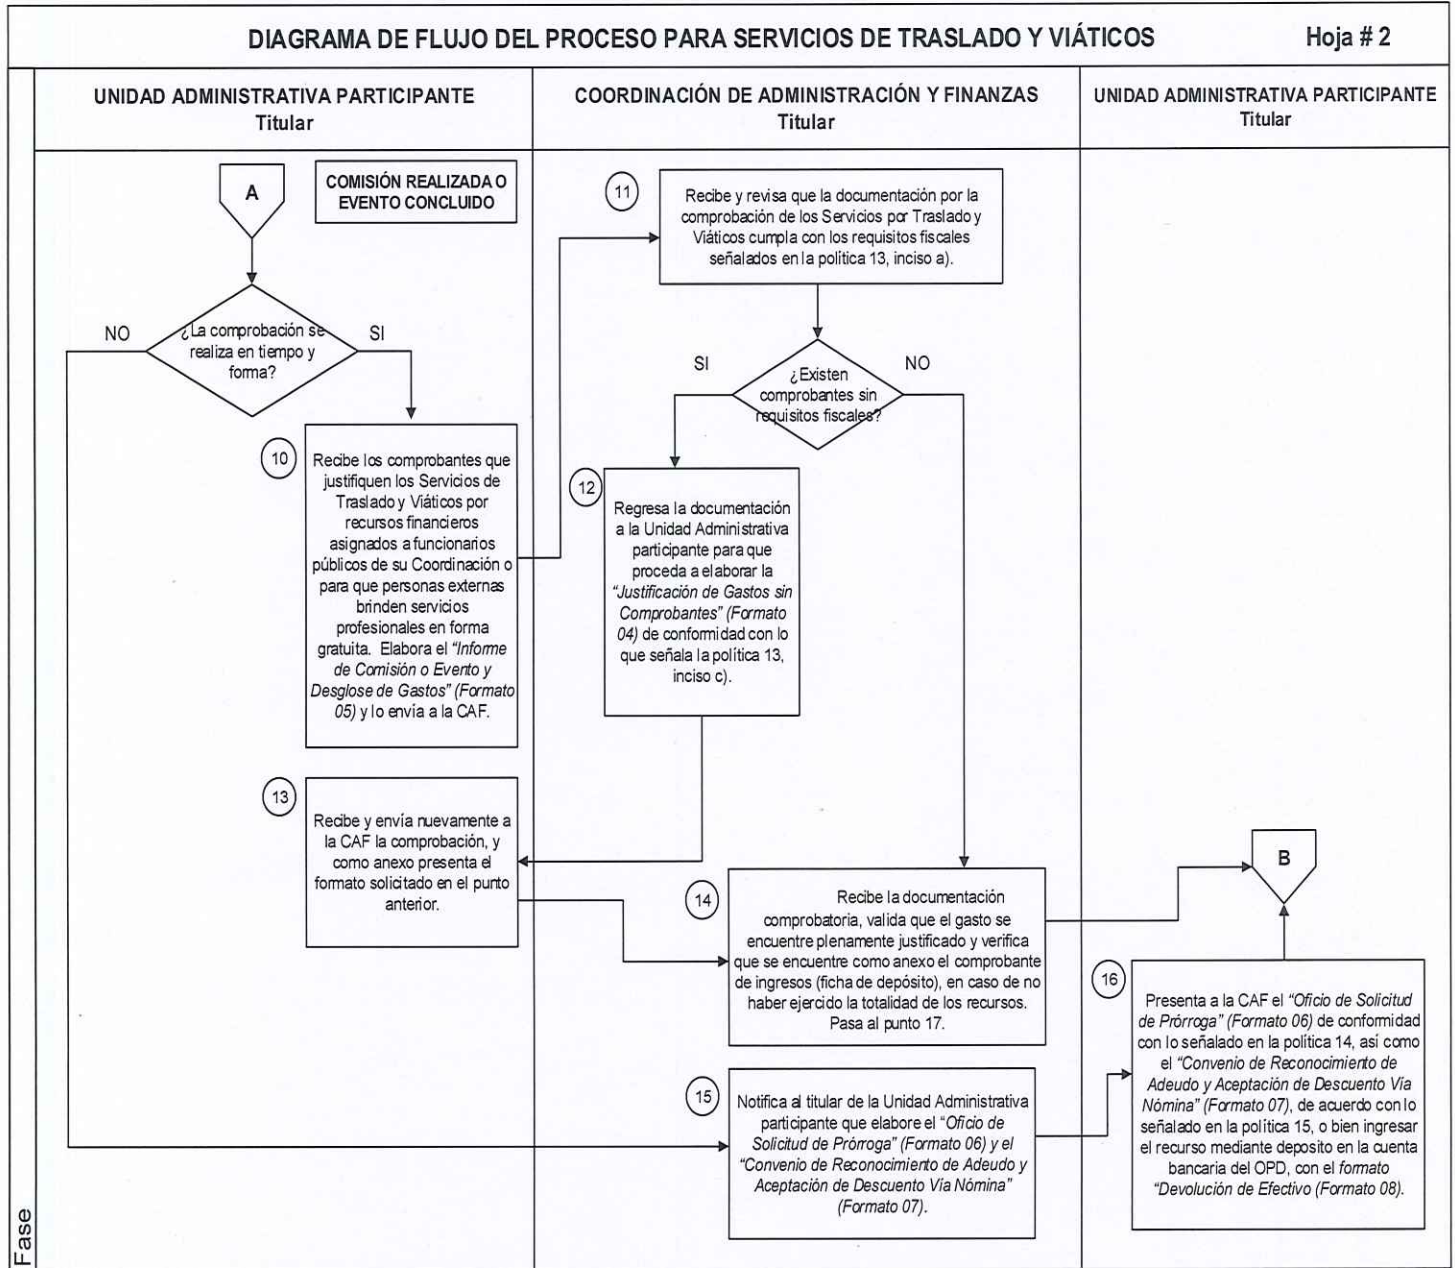 DIAGRAMA DE FLUJO DEL PROCESO PARA SERVICIOS DE TRASLADO Y VIÁTICOS
Hoja # 2
UNIDAD ADMINISTRATIVA PARTICIPANTE
Titular
COORDINACIÓN DE ADMINISTRACIÓN Y FINANZAS
Titular
UNIDAD ADMINISTRATIVA PARTICIPANTE
Titular
A
COMISIÓN REALIZADA O
EVENTO CONCLUIDO
NO
¿La comprobación se
realiza en tiempo y
forma?
SI
10
Recibe los comprobantes que
justifiquen los Servicios de
Traslado y Viáticos por
recursos financieros
asignados a funcionarios
públicos de su Coordinación o
para que personas externas
brinden servicios
profesionales en forma
gratuita. Elabora el "Informe
de Comisión o Evento y
Desglose de Gastos" (Formato
05) y lo envía a la CAF.
11
Recibe y revisa que la documentación por la
comprobación de los Servicios por Traslado y
Viáticos cumpla con los requisitos fiscales
señalados en la política 13, inciso a).
SI
¿Existen
comprobantes sin
requisitos fiscales?
NO
12
Regresa la documentación
a la Unidad Administrativa
participante para que
proceda a elaborar la
"Justificación de Gastos sin
Comprobantes" (Formato
04) de conformidad con lo
que señala la política 13,
inciso c).
13
Recibe y envía nuevamente a
la CAF la comprobación, y
como anexo presenta el
formato solicitado en el punto
anterior.
14
Recibe la documentación
comprobatoria, valida que el gasto se
encuentre plenamente justificado y verifica
que se encuentre como anexo el comprobante
de ingresos (ficha de depósito), en caso de no
haber ejercido la totalidad de los recursos.
Pasa al punto 17.
15
Notifica al titular de la Unidad Administrativa
participante que elabore el "Oficio de
Solicitud de Prórroga" (Formato 06) y el
"Convenio de Reconocimiento de Adeudo y
Aceptación de Descuento Vía Nómina"
(Formato 07).
B
16
Presenta a la CAF el "Oficio de Solicitud
de Prórroga" (Formato 06) de conformidad
con lo señalado en la política 14, así como
el "Convenio de Reconocimiento de
Adeudo y Aceptación de Descuento Vía
Nómina" (Formato 07), de acuerdo con lo
señalado en la política 15, o bien ingresar
el recurso mediante deposito en la cuenta
bancaria del OPD, con el formato
"Devolución de Efectivo (Formato 08).
Fase